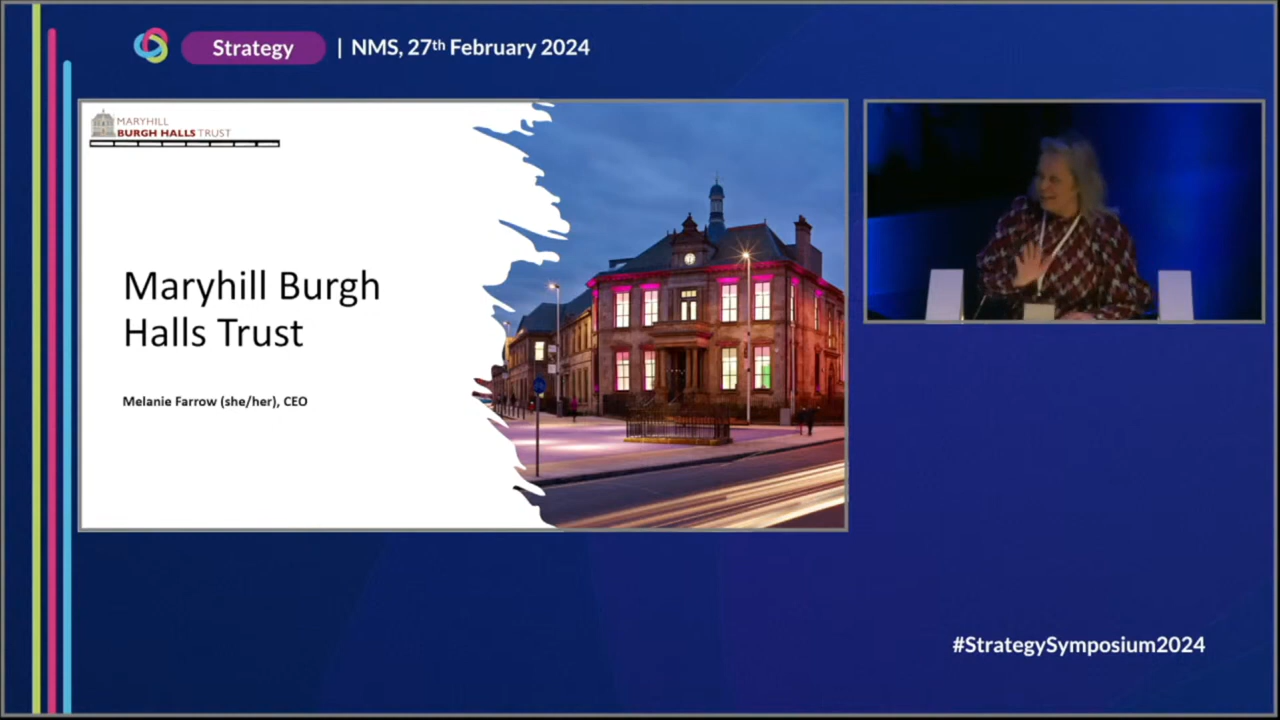 Strategy | NMS, 27th February 2024
MARYHILL
BURGH HALLS TRUST
Maryhill Burgh
Halls Trust
Melanie Farrow (she/her), CEO
#StrategySymposium2024